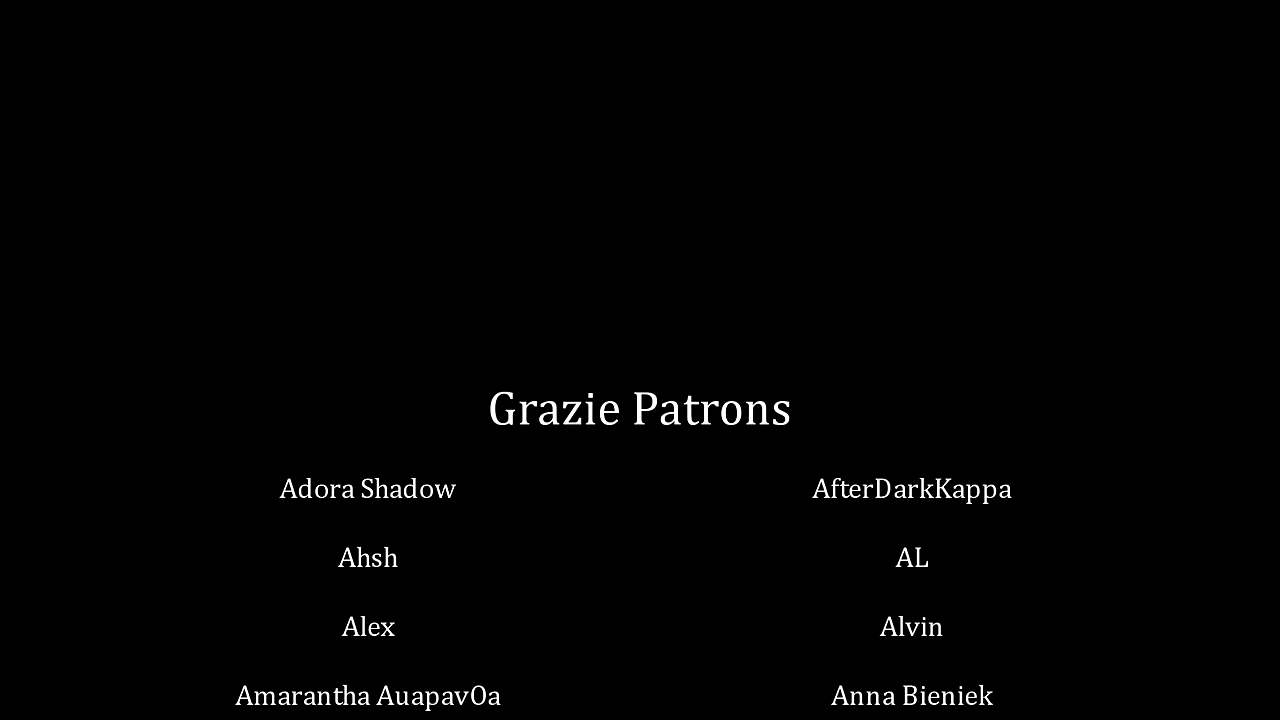 Grazie Patrons
Adora Shadow AfterDarkKappa
Ahsh AL
Alex Alvin
Amarantha AuapavOa Anna Bieniek